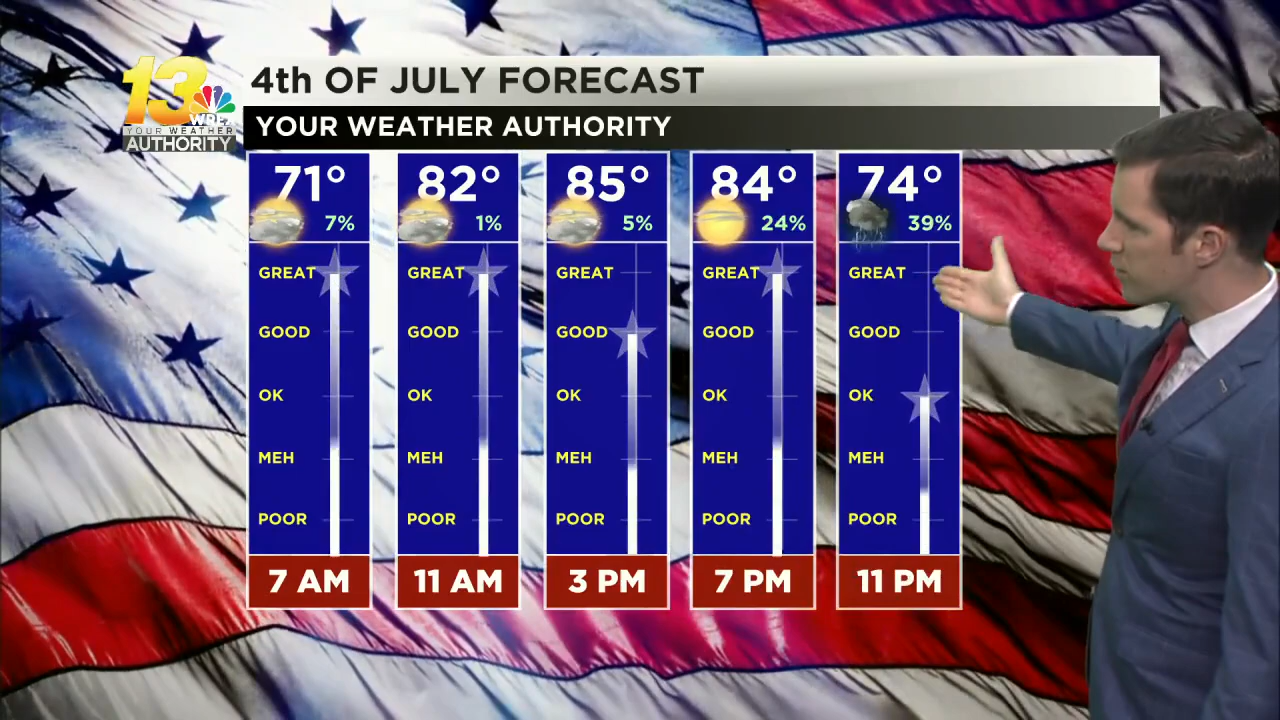 4th OF JULY FORECAST
YOUR WEATHER AUTHORITY
13
YOUR WEATHER
AUTHORITY
71° 82° 85° 84° 74°
7% 1% 5% 24% 39%
GREAT GREAT GREAT GREAT GREAT
GOOD GOOD GOOD GOOD GOOD
OK OK OK OK OK
MEH MEH MEH MEH MEH
POOR POOR POOR POOR POOR
7 AM 11 AM 3 PM 7 PM 11 PM